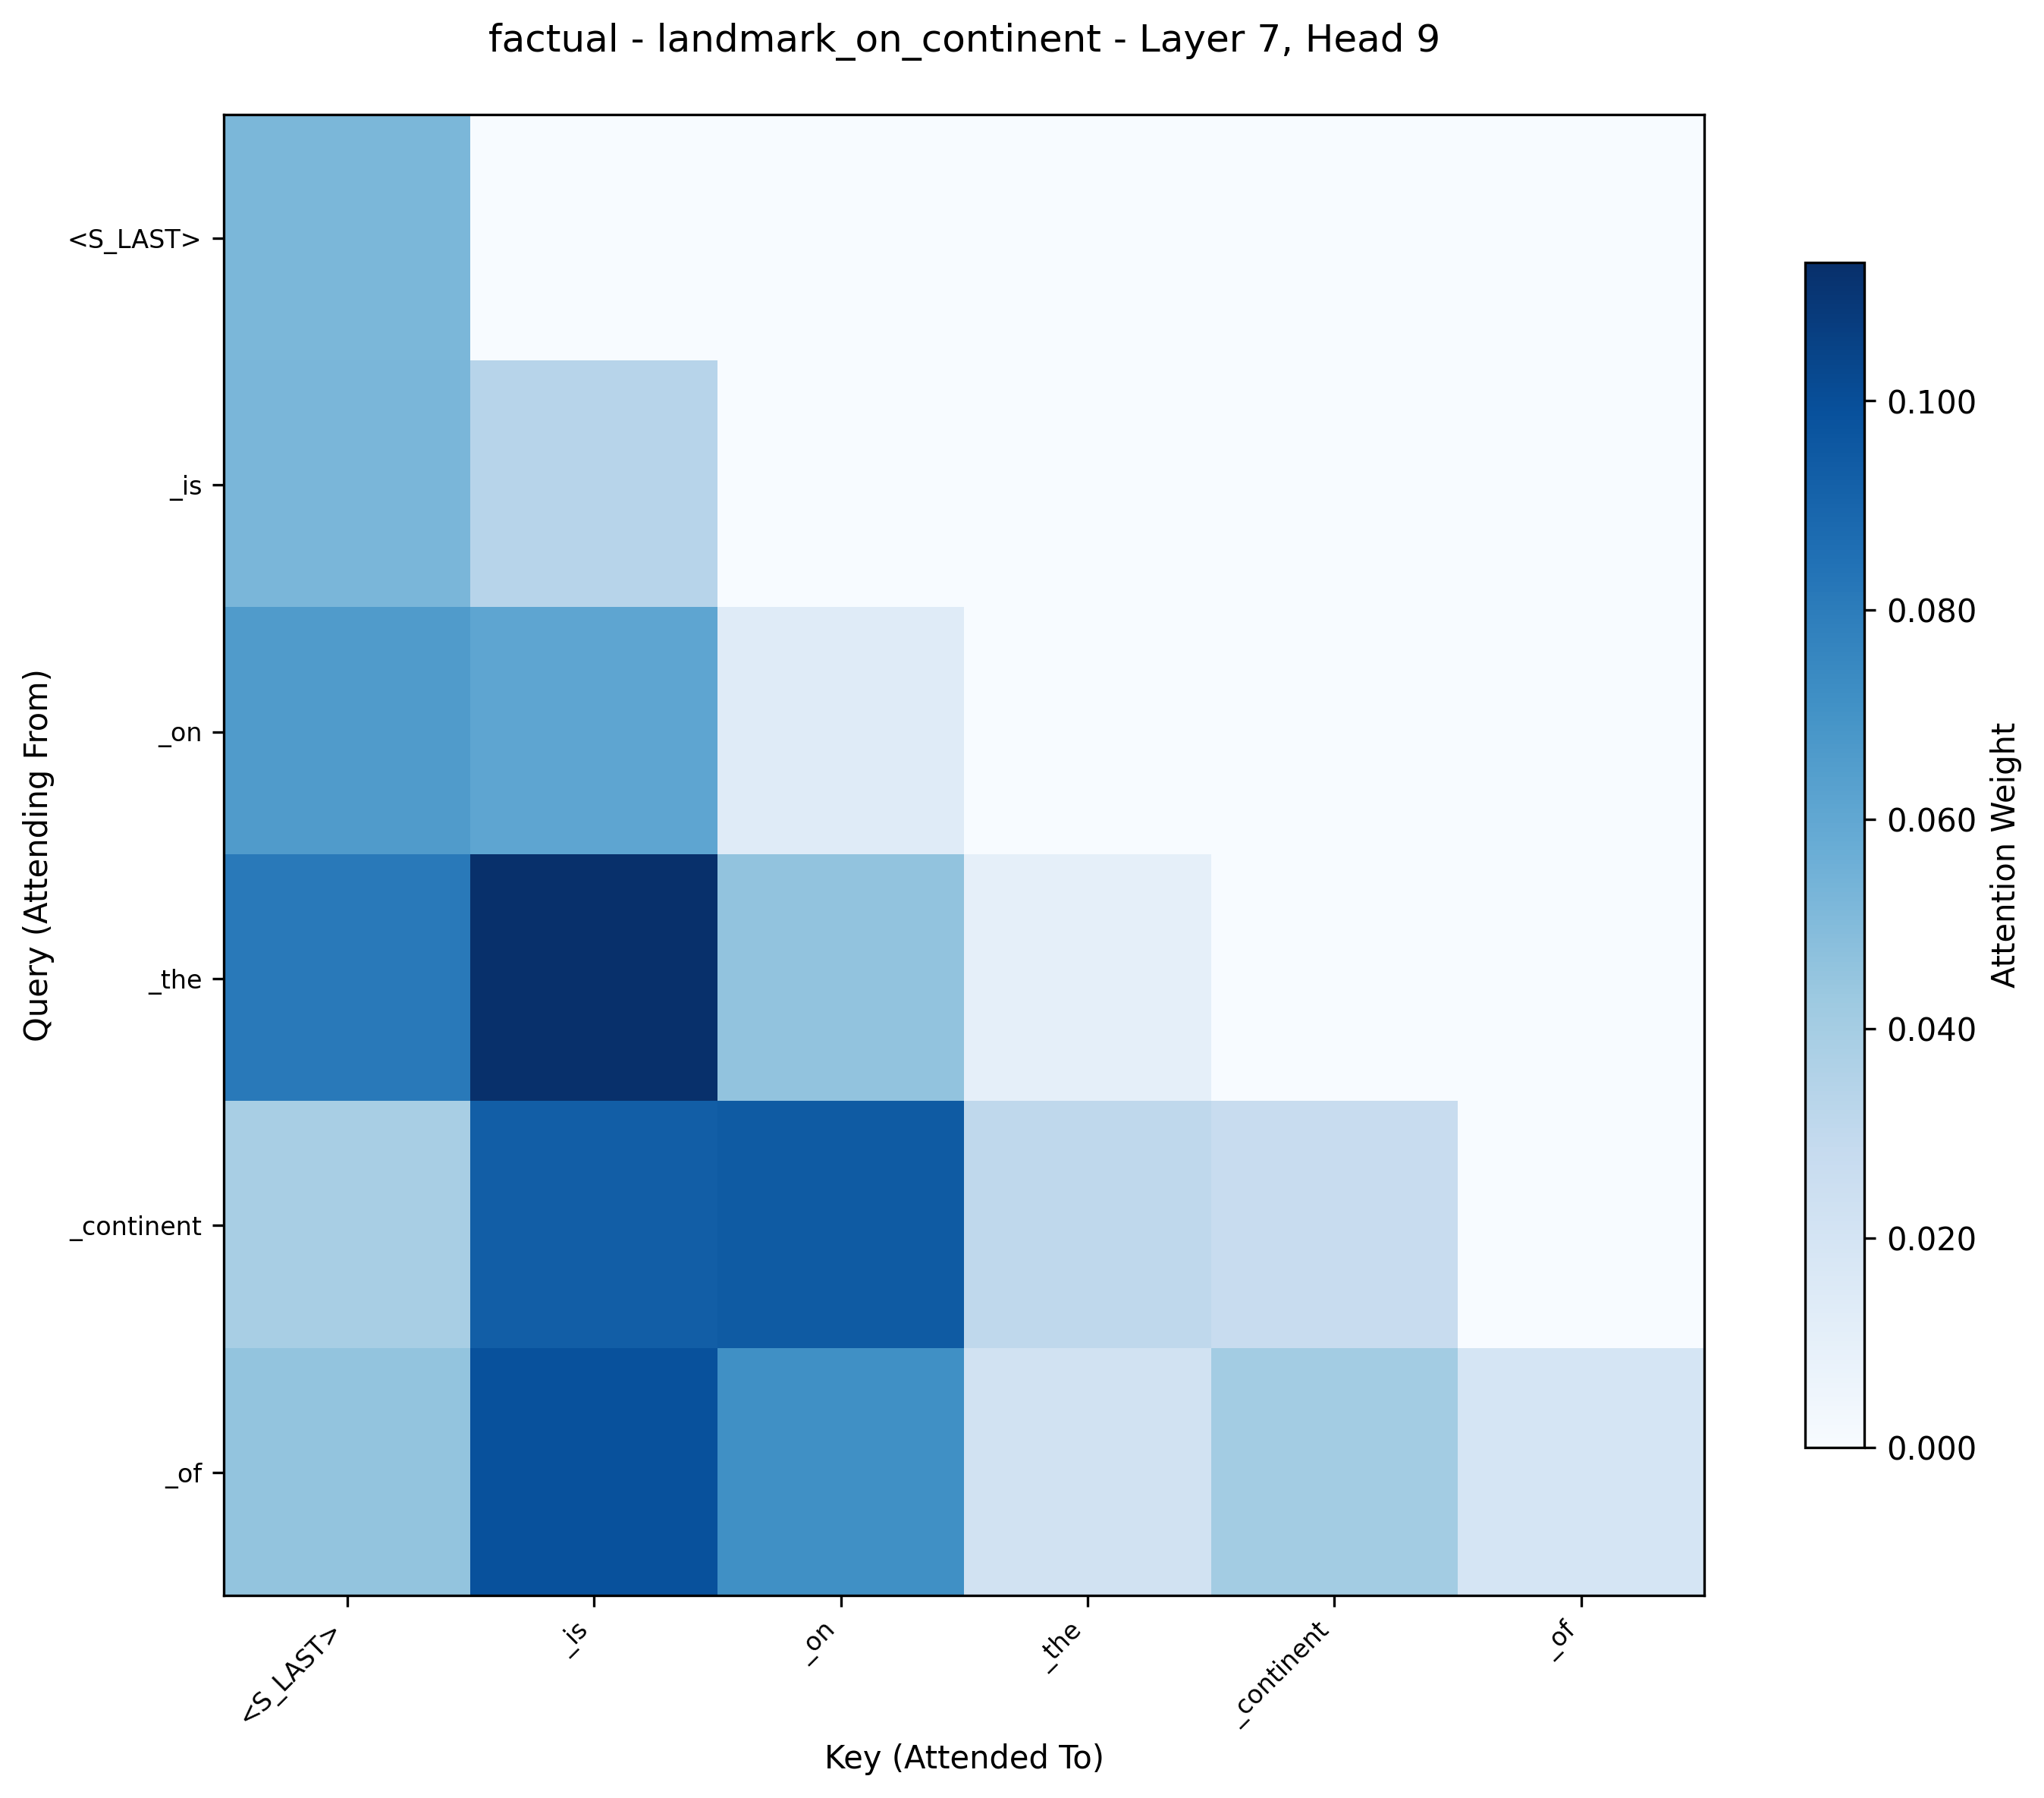 factual - landmark_on_continent - Layer 7, Head 9
Query (Attending From)
<S_LAST>
_is
_on
_the
_continent
_of
<S_LAST>
_is
_on
_the
_continent
_of
Key (Attended To)
0.100
0.080
0.060
0.040
0.020
0.000
Attention Weight